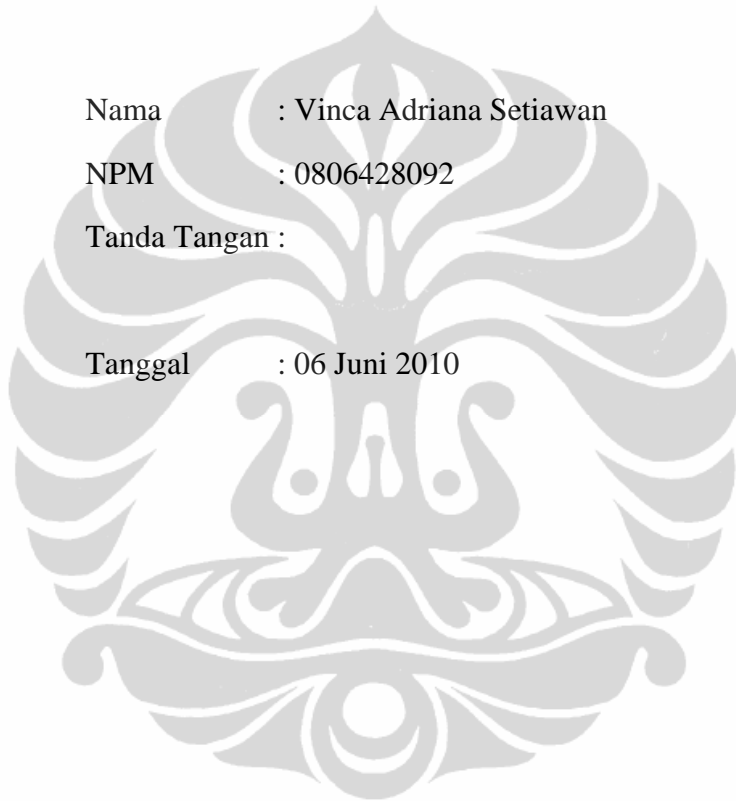 Nama : Vinca Adriana Setiawan
NPM : 0806428092
Tanda Tangan :
Tanggal : 06 Juni 2010